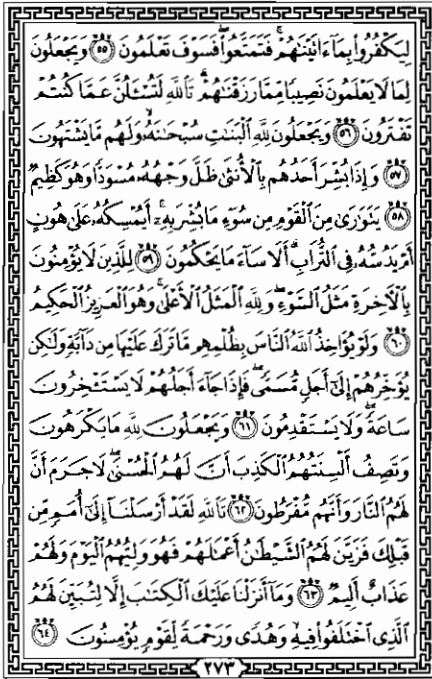 لِيَكْفُرُوا۟ بِمَآ ءَاتَيْنَٰهُمْ ۚ فَتَمَتَّعُوا۟ ۖ فَسَوْفَ تَعْلَمُونَ ٥٥ وَيَجْعَلُونَ
لِمَا لَا يَعْلَمُونَ نَصِيبًا مِّمَّا رَزَقْنَٰهُمْ ۗ تَٱللَّهِ لَتُسْـَٔلُنَّ عَمَّا كُنتُمْ
تَفْتَرُونَ ٥٦ وَيَجْعَلُونَ لِلَّهِ ٱلْبَنَٰتِ سُبْحَٰنَهُۥ ۙ وَلَهُم مَّا يَشْتَهُونَ
٥٧ وَإِذَا بُشِّرَ أَحَدُهُم بِٱلْأُنثَىٰ ظَلَّ وَجْهُهُۥ مُسْوَدًّا وَهُوَ كَظِيمٌ
٥٨ يَتَوَٰرَىٰ مِنَ ٱلْقَوْمِ مِن سُوٓءِ مَا بُشِّرَ بِهِۦٓ ۚ أَيُمْسِكُهُۥ عَلَىٰ هُونٍ
أَمْ يَدُسُّهُۥ فِى ٱلتُّرَابِ ۗ أَلَا سَآءَ مَا يَحْكُمُونَ ٥٩ لِلَّذِينَ لَا يُؤْمِنُونَ
بِٱلْءَاخِرَةِ مَثَلُ ٱلسَّوْءِ ۖ وَلِلَّهِ ٱلْمَثَلُ ٱلْأَعْلَىٰ ۚ وَهُوَ ٱلْعَزِيزُ ٱلْحَكِيمُ
٦٠ وَلَوْ يُؤَاخِذُ ٱللَّهُ ٱلنَّاسَ بِظُلْمِهِم مَّا تَرَكَ عَلَيْهَا مِن دَآبَّةٍ وَلَٰكِن
يُؤَخِّرُهُمْ إِلَىٰٓ أَجَلٍ مُّسَمًّى ۖ فَإِذَا جَآءَ أَجَلُهُمْ لَا يَسْتَـْٔخِرُونَ
سَاعَةً ۖ وَلَا يَسْتَقْدِمُونَ ٦١ وَيَجْعَلُونَ لِلَّهِ مَا يَكْرَهُونَ
وَتَصِفُ أَلْسِنَتُهُمُ ٱلْكَذِبَ أَنَّ لَهُمُ ٱلْحُسْنَىٰ ۖ لَا جَرَمَ أَنَّ
لَهُمُ ٱلنَّارَ وَأَنَّهُم مُّفْرَطُونَ ٦٢ تَٱللَّهِ لَقَدْ أَرْسَلْنَآ إِلَىٰٓ أُمَمٍ مِّن
قَبْلِكَ فَزَيَّنَ لَهُمُ ٱلشَّيْطَٰنُ أَعْمَٰلَهُمْ فَهُوَ وَلِيُّهُمُ ٱلْيَوْمَ وَلَهُمْ
عَذَابٌ أَلِيمٌ ٦٣ وَمَآ أَنزَلْنَا عَلَيْكَ ٱلْكِتَٰبَ إِلَّا لِتُبَيِّنَ لَهُمُ
ٱلَّذِى ٱخْتَلَفُوا۟ فِيهِ ۙ وَهُدًى وَرَحْمَةً لِّقَوْمٍ يُؤْمِنُونَ ٦٤
٢٧٣